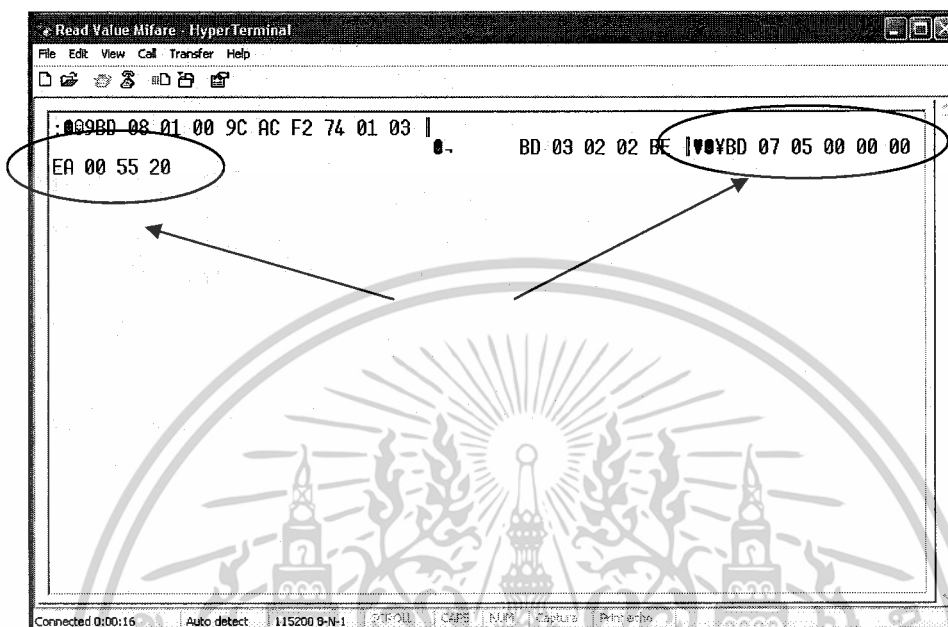 Read Value Mifare - HyperTerminal
File Edit View Call Transfer Help
9BD 08 01 00 9C AC F2 74 01 03
BD 03 02 02 BE ¥BD 07 05 00 00 00
EA 00 55 20
Connected 0:00:16 Auto detect 115200 8-N-1 SCROLL CAPS NUM Capture Print echo